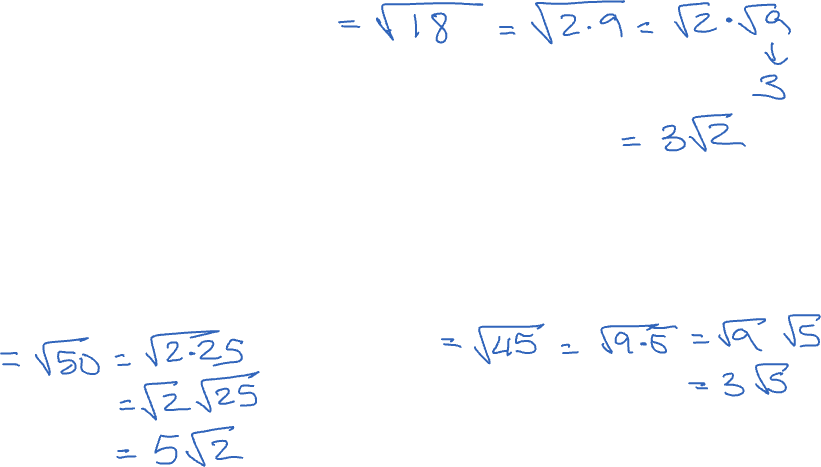 = √18 = √2·9 = √2 · √9
↓
3
= 3√2
= √50 = √2·25
= √2 √25
= 5√2
= √45 = √9·5 = √9 √5
= 3√5